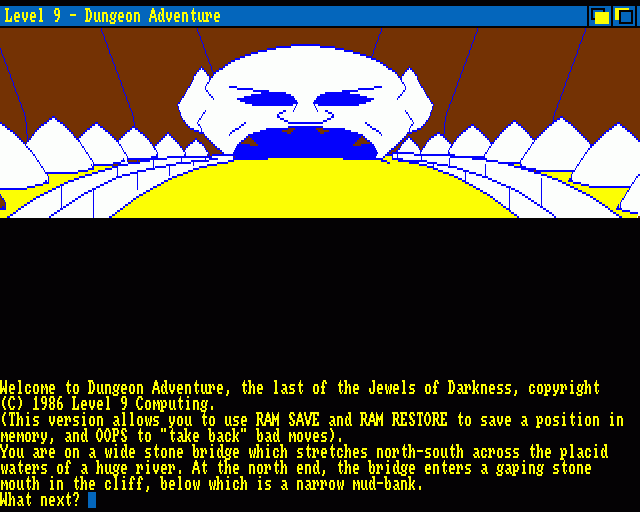 Level 9 - Dungeon Adventure
Welcome to Dungeon Adventure, the last of the Jewels of Darkness, copyright
(C) 1986 Level 9 Computing.
(This version allows you to use RAM SAVE and RAM RESTORE to save a position in
memory, and OOPS to "take back" bad moves).
You are on a wide stone bridge which stretches north-south across the placid
waters of a huge river. At the north end, the bridge enters a gaping stone
mouth in the cliff, below which is a narrow mud-bank.
What next?